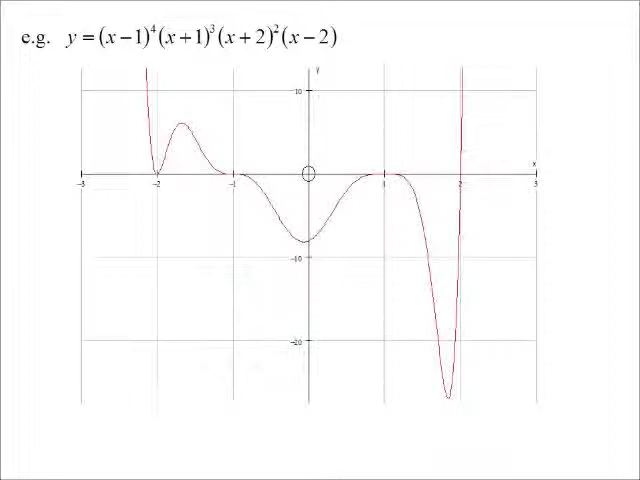 e.g. y = (x − 1)⁴(x + 1)³(x + 2)²(x − 2)
y
10
x
−3 −2 −1 1 2 3
−10
−20